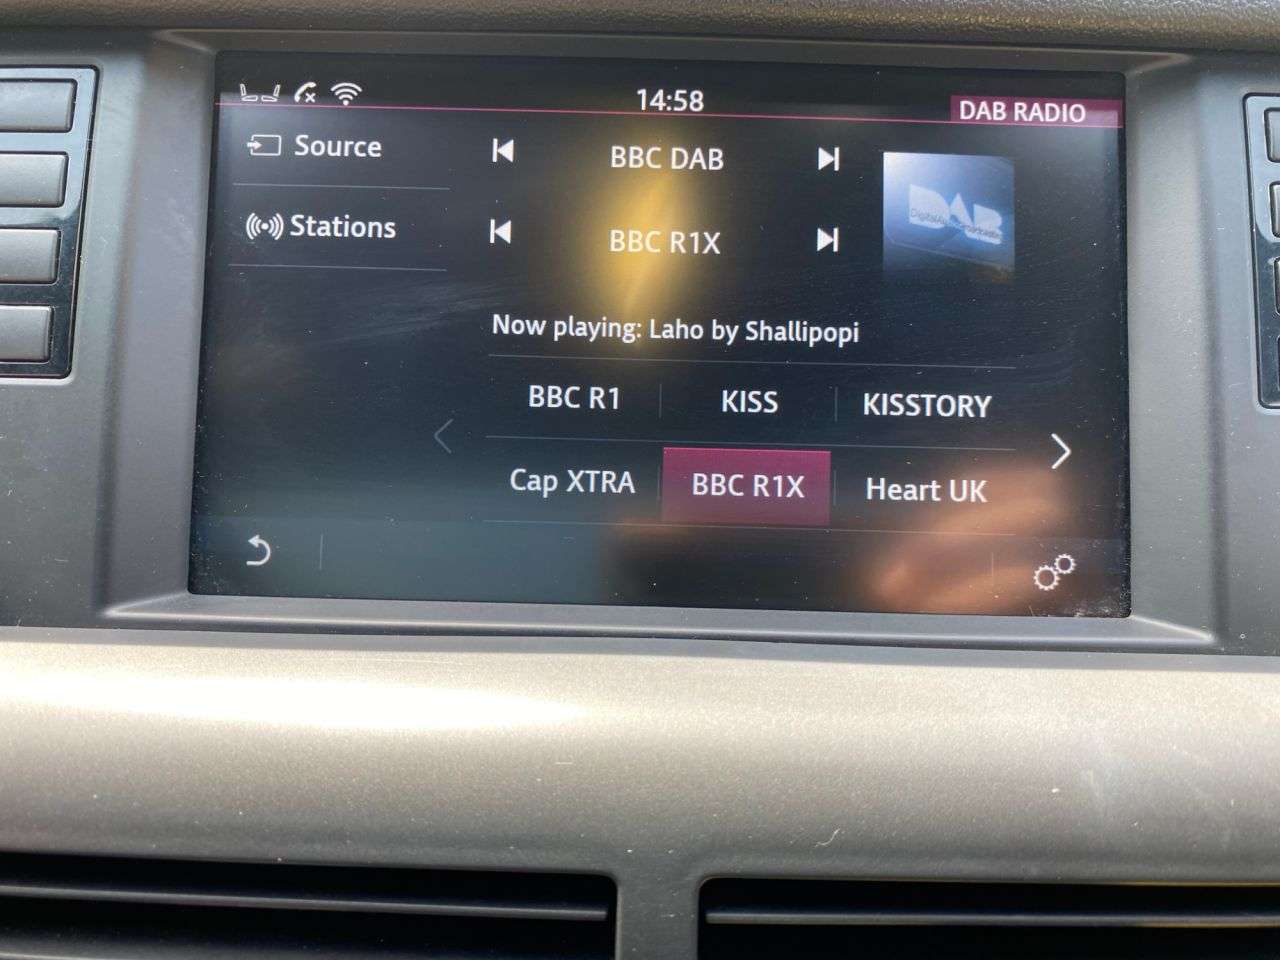 14:58
DAB RADIO
Source
BBC DAB
Stations
BBC R1X
DAB
Now playing: Laho by Shallipopi
BBC R1
KISS
KISSTORY
Cap XTRA
BBC R1X
Heart UK